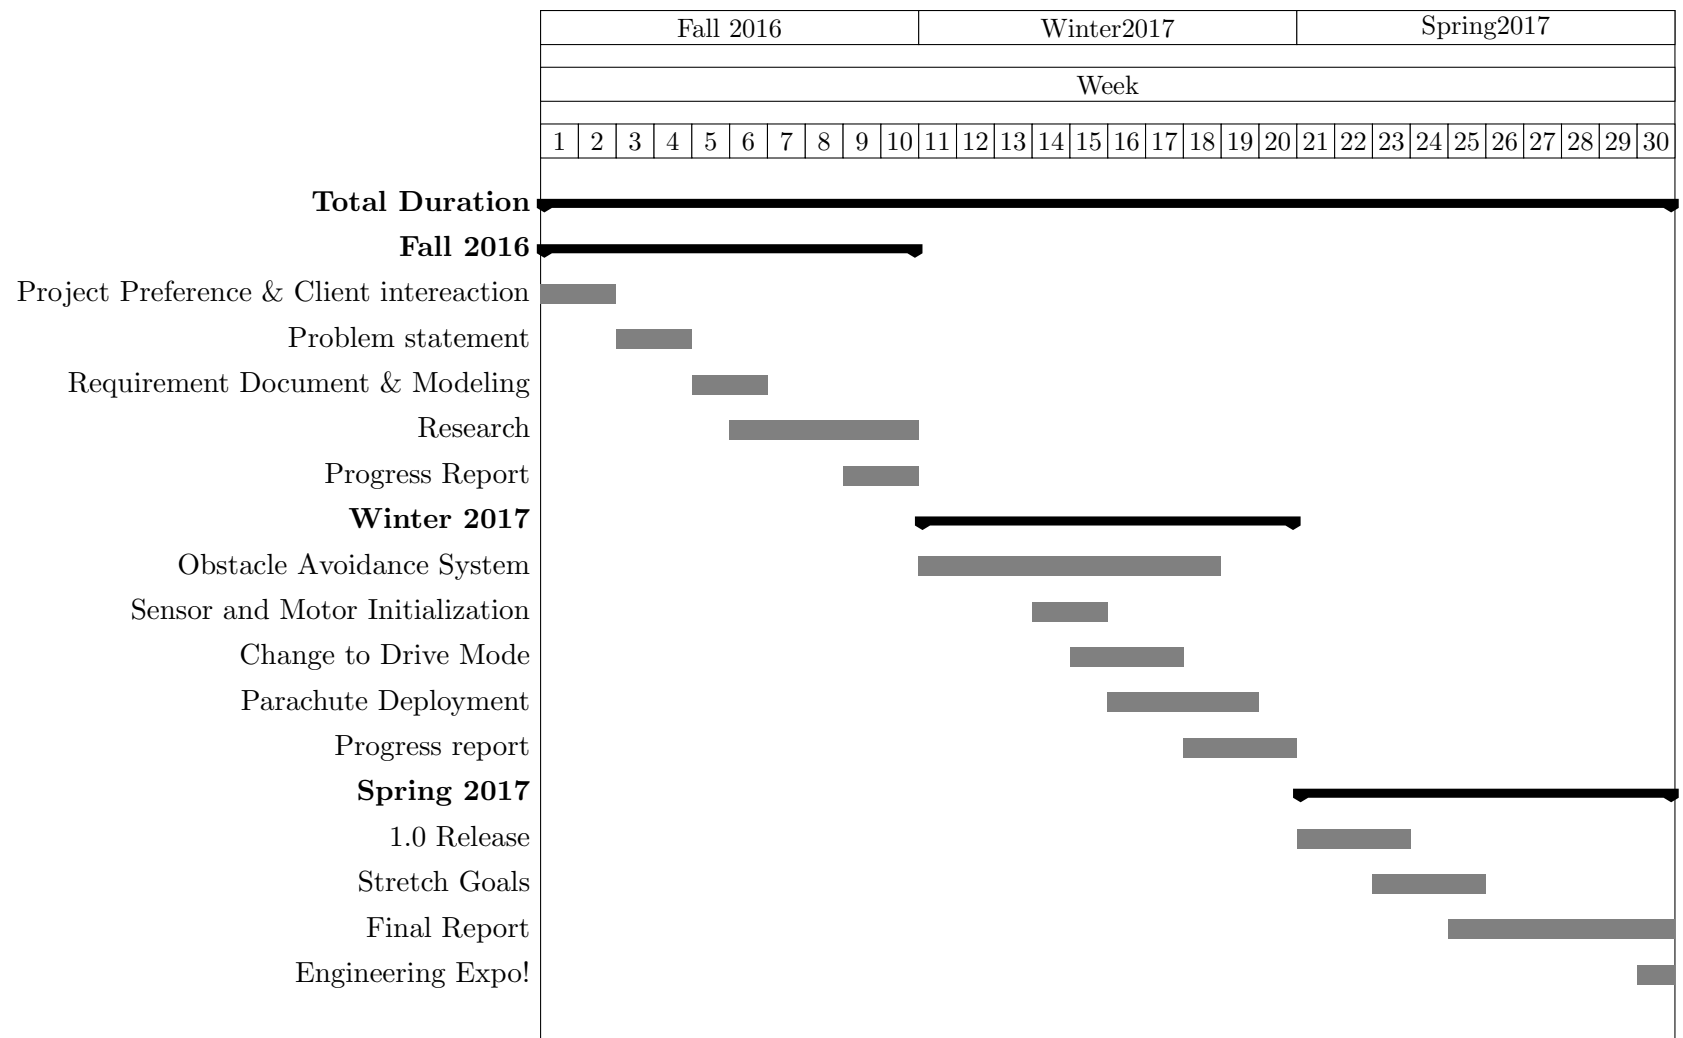 Fall 2016 Winter2017 Spring2017
Week
1 2 3 4 5 6 7 8 9 10 11 12 13 14 15 16 17 18 19 20 21 22 23 24 25 26 27 28 29 30
Total Duration
Fall 2016
Project Preference & Client intereaction
Problem statement
Requirement Document & Modeling
Research
Progress Report
Winter 2017
Obstacle Avoidance System
Sensor and Motor Initialization
Change to Drive Mode
Parachute Deployment
Progress report
Spring 2017
1.0 Release
Stretch Goals
Final Report
Engineering Expo!